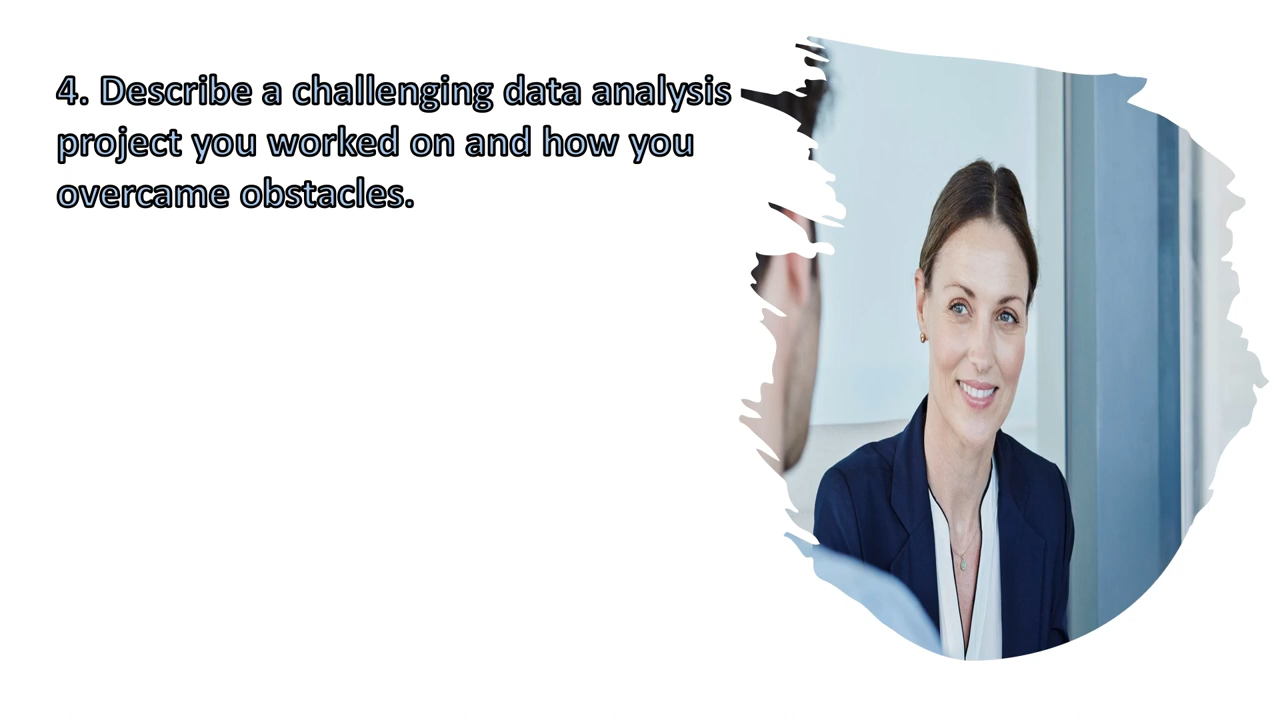 4. Describe a challenging data analysis
project you worked on and how you
overcame obstacles.